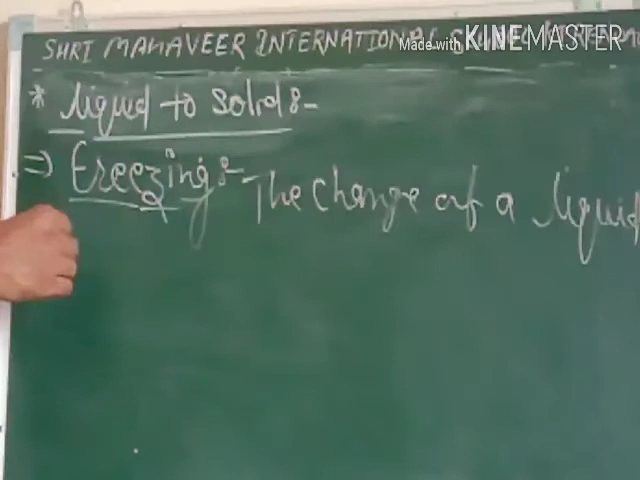 SHRI MAHAVEER INTERNATIONAL
Made with KINEMASTER
* Liquid to Solid :-
⇒ Freezing :- The change of a liquid